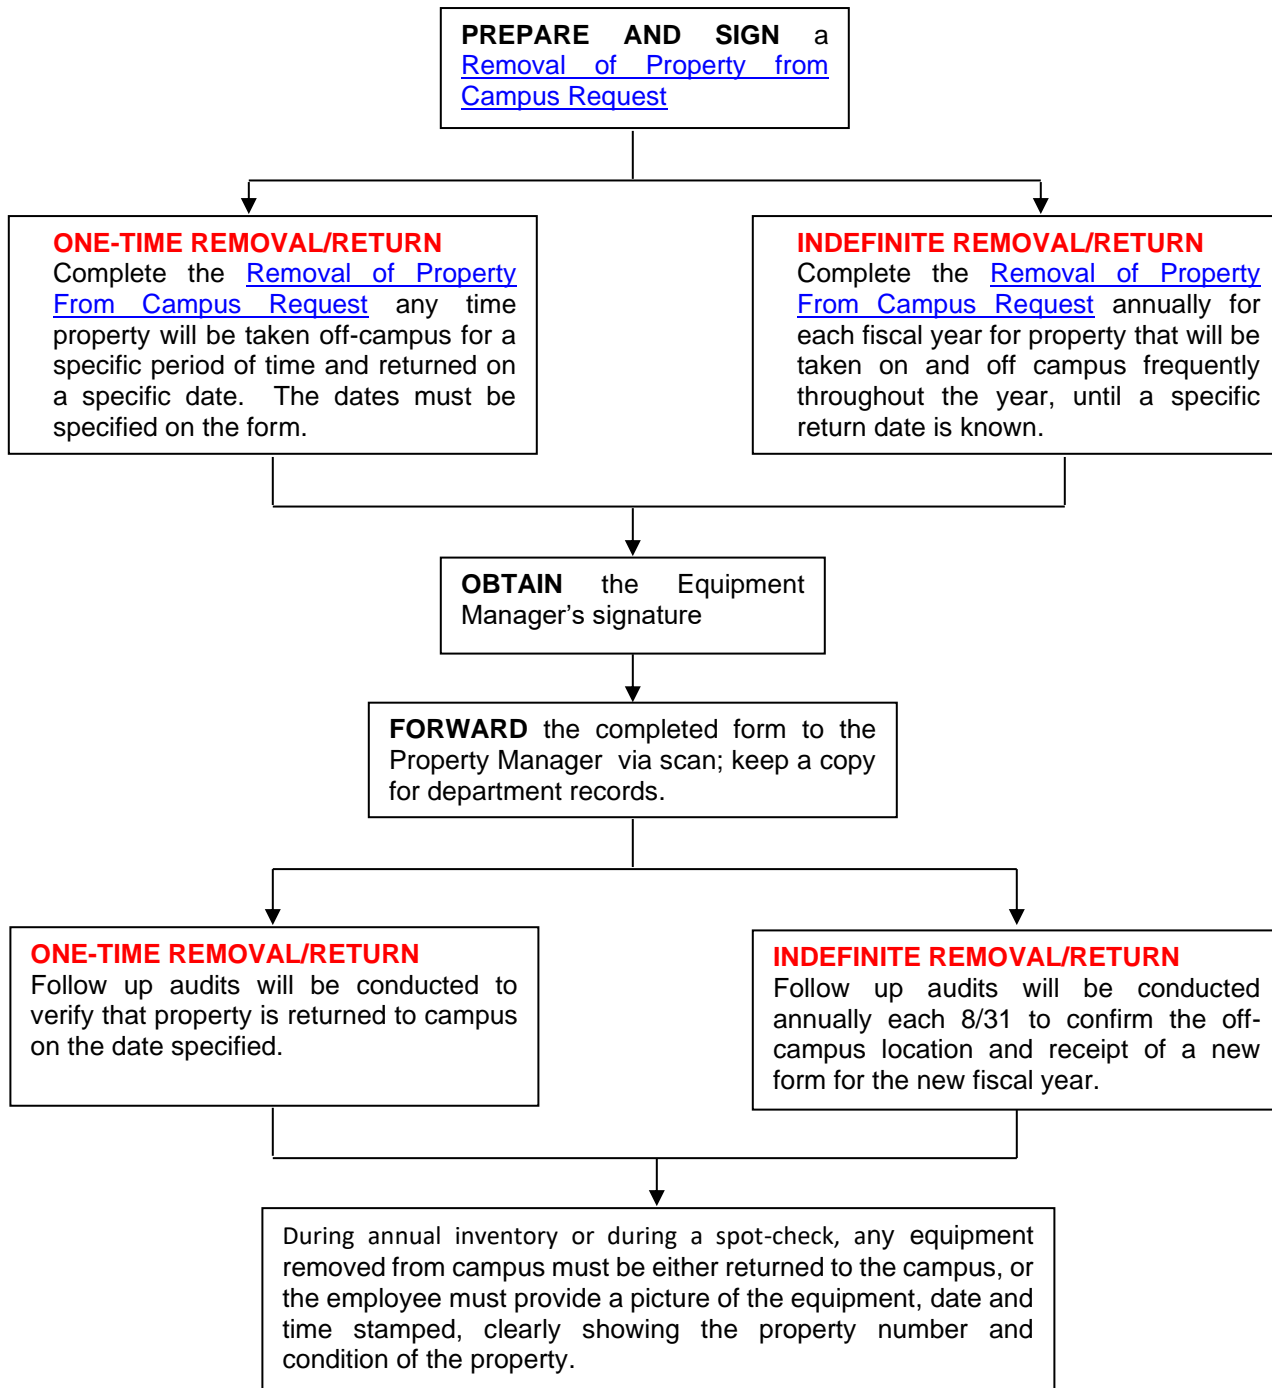 PREPARE AND SIGN a
Removal of Property from
Campus Request
ONE-TIME REMOVAL/RETURN
Complete the Removal of Property
From Campus Request any time
property will be taken off-campus for a
specific period of time and returned on
a specific date. The dates must be
specified on the form.
INDEFINITE REMOVAL/RETURN
Complete the Removal of Property
From Campus Request annually for
each fiscal year for property that will be
taken on and off campus frequently
throughout the year, until a specific
return date is known.
OBTAIN the Equipment
Manager's signature
FORWARD the completed form to the
Property Manager via scan; keep a copy
for department records.
ONE-TIME REMOVAL/RETURN
Follow up audits will be conducted to
verify that property is returned to campus
on the date specified.
INDEFINITE REMOVAL/RETURN
Follow up audits will be conducted
annually each 8/31 to confirm the off-
campus location and receipt of a new
form for the new fiscal year.
During annual inventory or during a spot-check, any equipment
removed from campus must be either returned to the campus, or
the employee must provide a picture of the equipment, date and
time stamped, clearly showing the property number and
condition of the property.